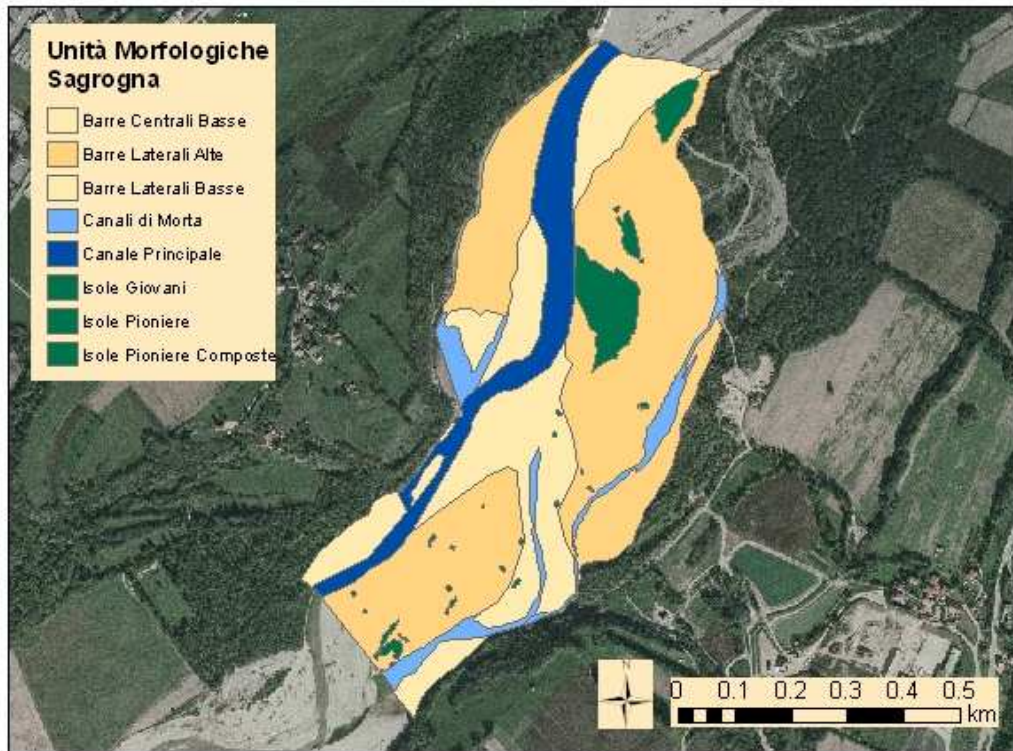 Unità Morfologiche
Sagrogna
Barre Centrali Basse
Barre Laterali Alte
Barre Laterali Basse
Canali di Morta
Canale Principale
Isole Giovani
Isole Pioniere
Isole Pioniere Composte
0 0.1 0.2 0.3 0.4 0.5
km